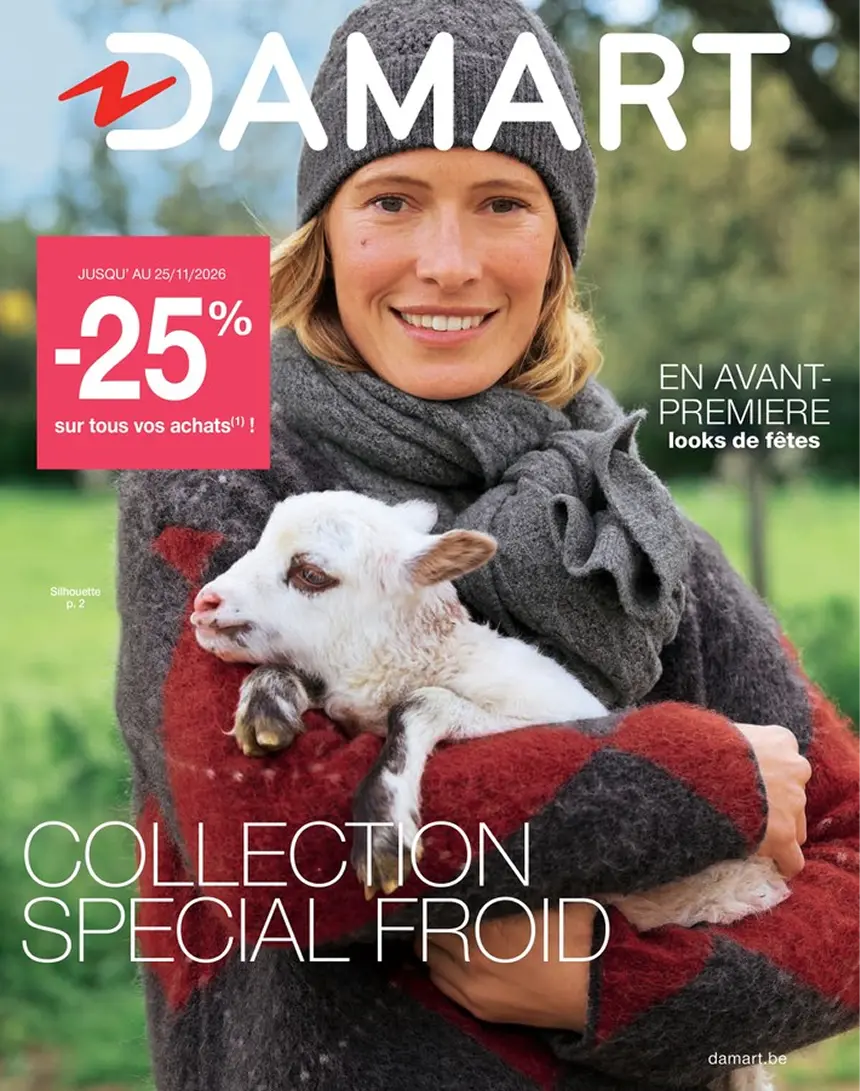 DAMART
JUSQU' AU 25/11/2026
-25%
sur tous vos achats(1) !
EN AVANT-
PREMIERE
looks de fêtes
Silhouette
p. 2
COLLECTION
SPECIAL FROID
damart.be